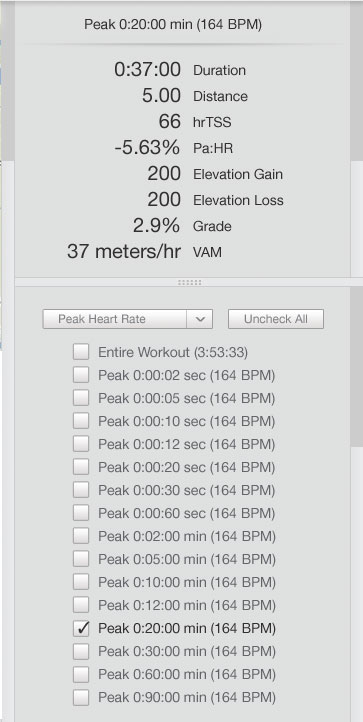 Peak 0:20:00 min (164 BPM)
0:37:00 Duration
5.00 Distance
66 hrTSS
-5.63% Pa:HR
200 Elevation Gain
200 Elevation Loss
2.9% Grade
37 meters/hr VAM
Peak Heart Rate Uncheck All
Entire Workout (3:53:33)
Peak 0:00:02 sec (164 BPM)
Peak 0:00:05 sec (164 BPM)
Peak 0:00:10 sec (164 BPM)
Peak 0:00:12 sec (164 BPM)
Peak 0:00:20 sec (164 BPM)
Peak 0:00:30 sec (164 BPM)
Peak 0:00:60 sec (164 BPM)
Peak 0:02:00 min (164 BPM)
Peak 0:05:00 min (164 BPM)
Peak 0:10:00 min (164 BPM)
Peak 0:12:00 min (164 BPM)
Peak 0:20:00 min (164 BPM)
Peak 0:30:00 min (164 BPM)
Peak 0:60:00 min (164 BPM)
Peak 0:90:00 min (164 BPM)